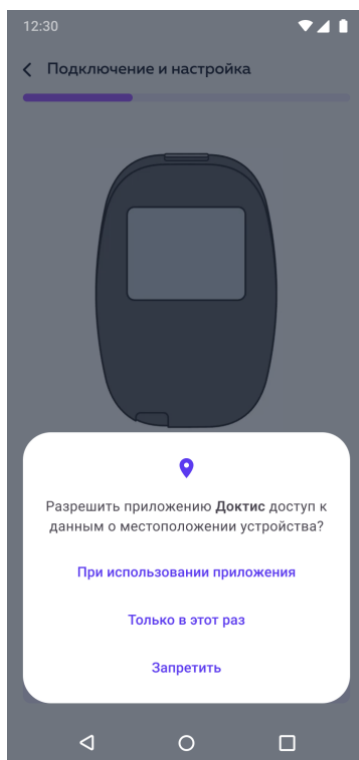 12:30
Подключение и настройка
Разрешить приложению Доктис доступ к
данным о местоположении устройства?
При использовании приложения
Только в этот раз
Запретить